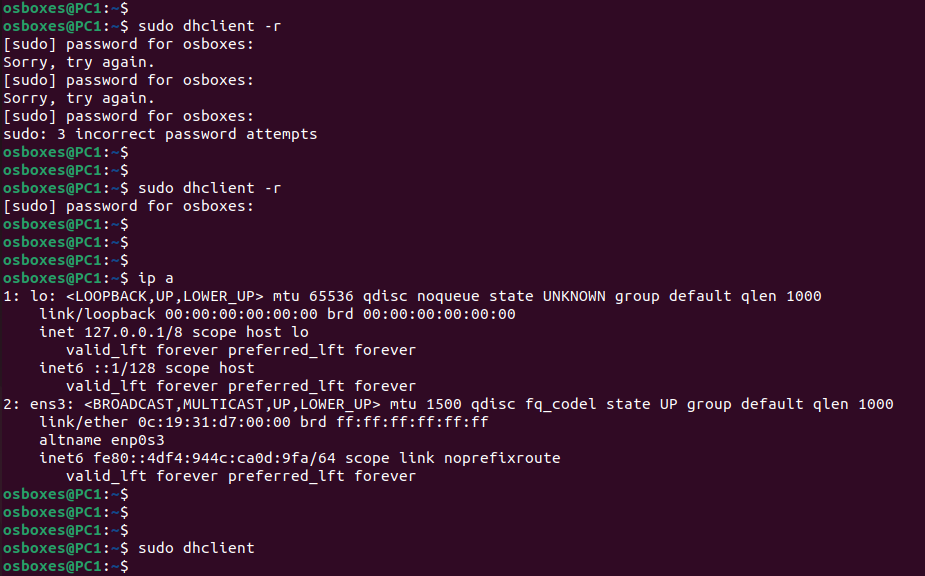 osboxes@PC1:~$
osboxes@PC1:~$ sudo dhclient -r
[sudo] password for osboxes:
Sorry, try again.
[sudo] password for osboxes:
Sorry, try again.
[sudo] password for osboxes:
sudo: 3 incorrect password attempts
osboxes@PC1:~$
osboxes@PC1:~$
osboxes@PC1:~$ sudo dhclient -r
[sudo] password for osboxes:
osboxes@PC1:~$
osboxes@PC1:~$
osboxes@PC1:~$
osboxes@PC1:~$ ip a
1: lo: <LOOPBACK,UP,LOWER_UP> mtu 65536 qdisc noqueue state UNKNOWN group default qlen 1000
    link/loopback 00:00:00:00:00:00 brd 00:00:00:00:00:00
    inet 127.0.0.1/8 scope host lo
       valid_lft forever preferred_lft forever
    inet6 ::1/128 scope host
       valid_lft forever preferred_lft forever
2: ens3: <BROADCAST,MULTICAST,UP,LOWER_UP> mtu 1500 qdisc fq_codel state UP group default qlen 1000
    link/ether 0c:19:31:d7:00:00 brd ff:ff:ff:ff:ff:ff
    altname enp0s3
    inet6 fe80::4df4:944c:ca0d:9fa/64 scope link noprefixroute
       valid_lft forever preferred_lft forever
osboxes@PC1:~$
osboxes@PC1:~$
osboxes@PC1:~$
osboxes@PC1:~$ sudo dhclient
osboxes@PC1:~$